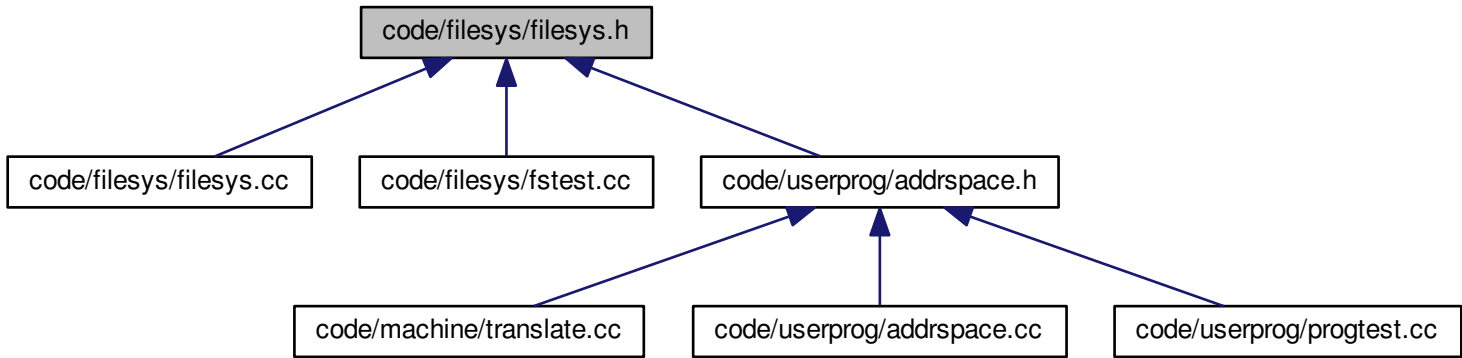 code/filesys/filesys.h
code/filesys/filesys.cc
code/filesys/fstest.cc
code/userprog/addrspace.h
code/machine/translate.cc
code/userprog/addrspace.cc
code/userprog/progtest.cc